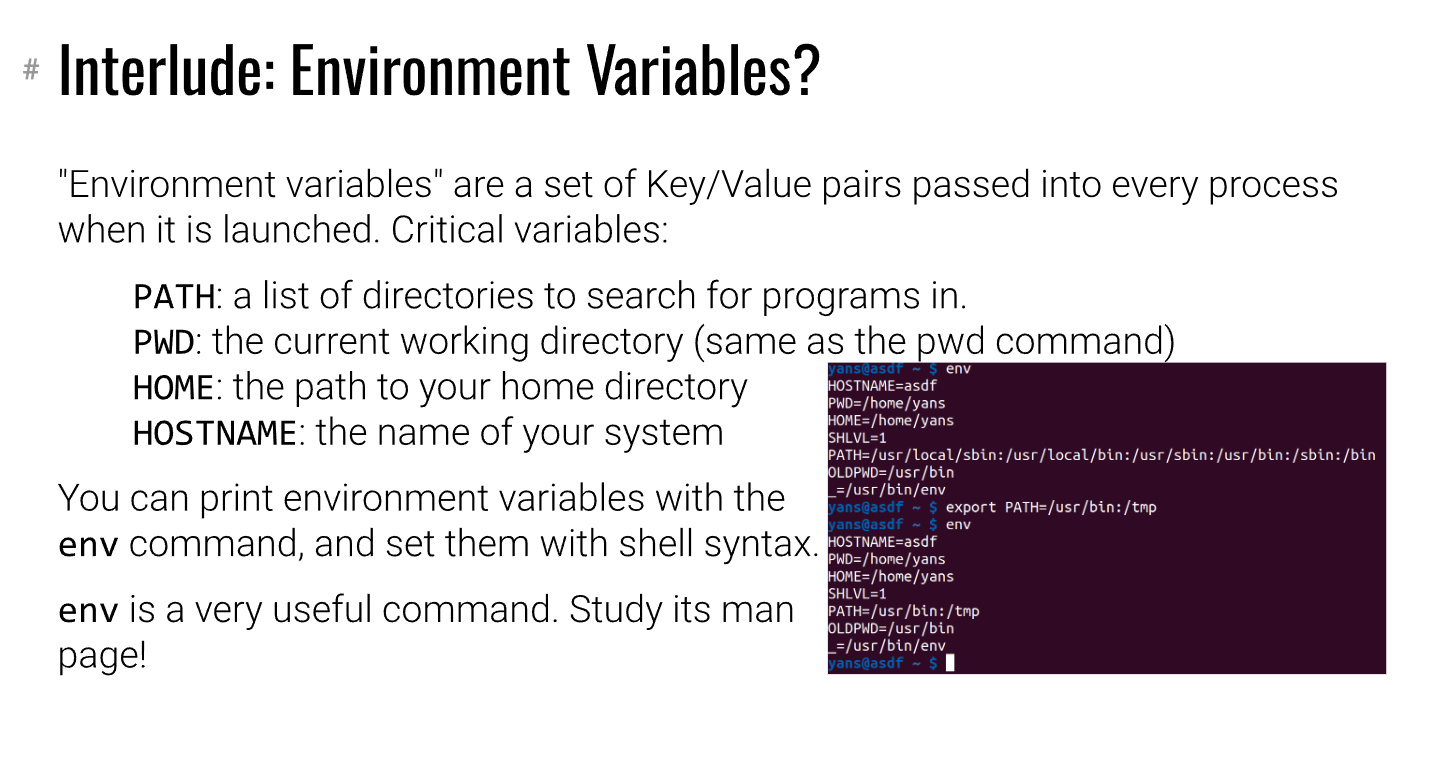 # Interlude: Environment Variables?
"Environment variables" are a set of Key/Value pairs passed into every process
when it is launched. Critical variables:
PATH: a list of directories to search for programs in.
PWD: the current working directory (same as the pwd command)
HOME: the path to your home directory
HOSTNAME: the name of your system
You can print environment variables with the
env command, and set them with shell syntax.
env is a very useful command. Study its man
page!
yans@asdf ~ $ env
HOSTNAME=asdf
PWD=/home/yans
HOME=/home/yans
SHLVL=1
PATH=/usr/local/sbin:/usr/local/bin:/usr/sbin:/usr/bin:/sbin:/bin
OLDPWD=/usr/bin
_=/usr/bin/env
yans@asdf ~ $ export PATH=/usr/bin:/tmp
yans@asdf ~ $ env
HOSTNAME=asdf
PWD=/home/yans
HOME=/home/yans
SHLVL=1
PATH=/usr/bin:/tmp
OLDPWD=/usr/bin
_=/usr/bin/env
yans@asdf ~ $